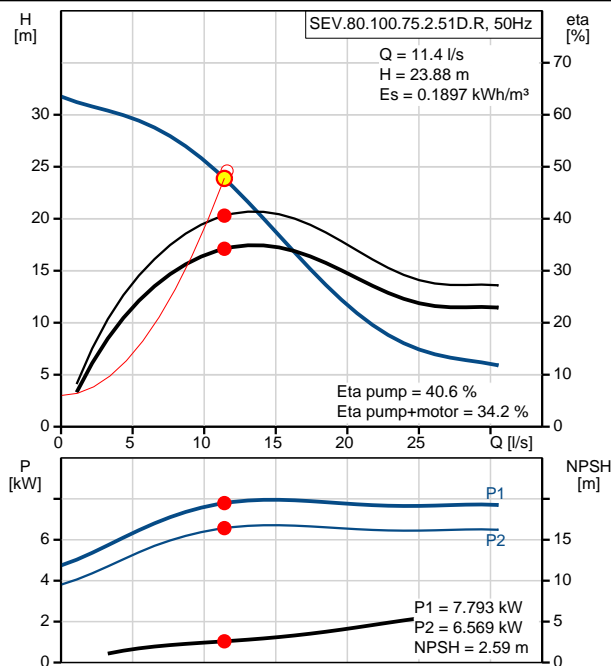 H
[m]
SEV.80.100.75.2.51D.R, 50Hz
eta
[%]
Q = 11.4 l/s
H = 23.88 m
Es = 0.1897 kWh/m³
70
60
30
50
25
40
20
30
15
20
10
10
5
0
0
Eta pump = 40.6 %
Eta pump+motor = 34.2 %
0
5
10
15
20
25
Q [l/s]
P
[kW]
NPSH
[m]
P1
P2
6
15
4
10
2
5
0
0
P1 = 7.793 kW
P2 = 6.569 kW
NPSH = 2.59 m